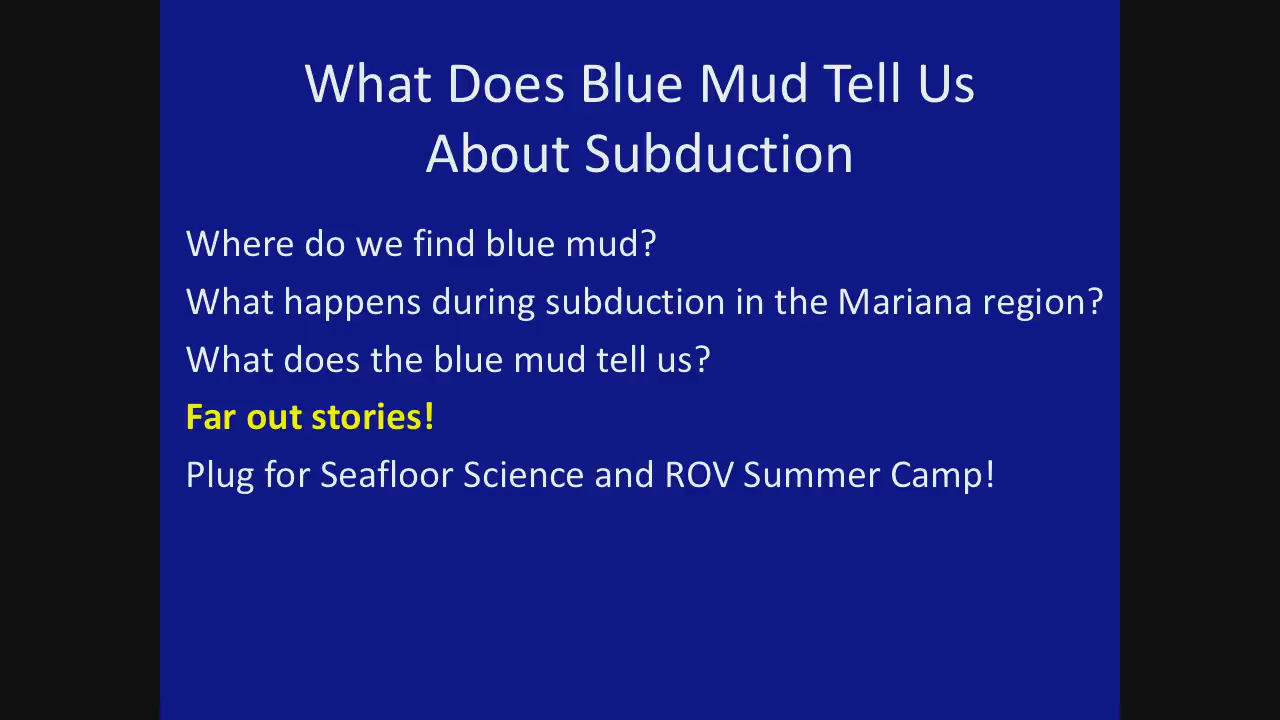 What Does Blue Mud Tell Us
About Subduction
Where do we find blue mud?
What happens during subduction in the Mariana region?
What does the blue mud tell us?
Far out stories!
Plug for Seafloor Science and ROV Summer Camp!